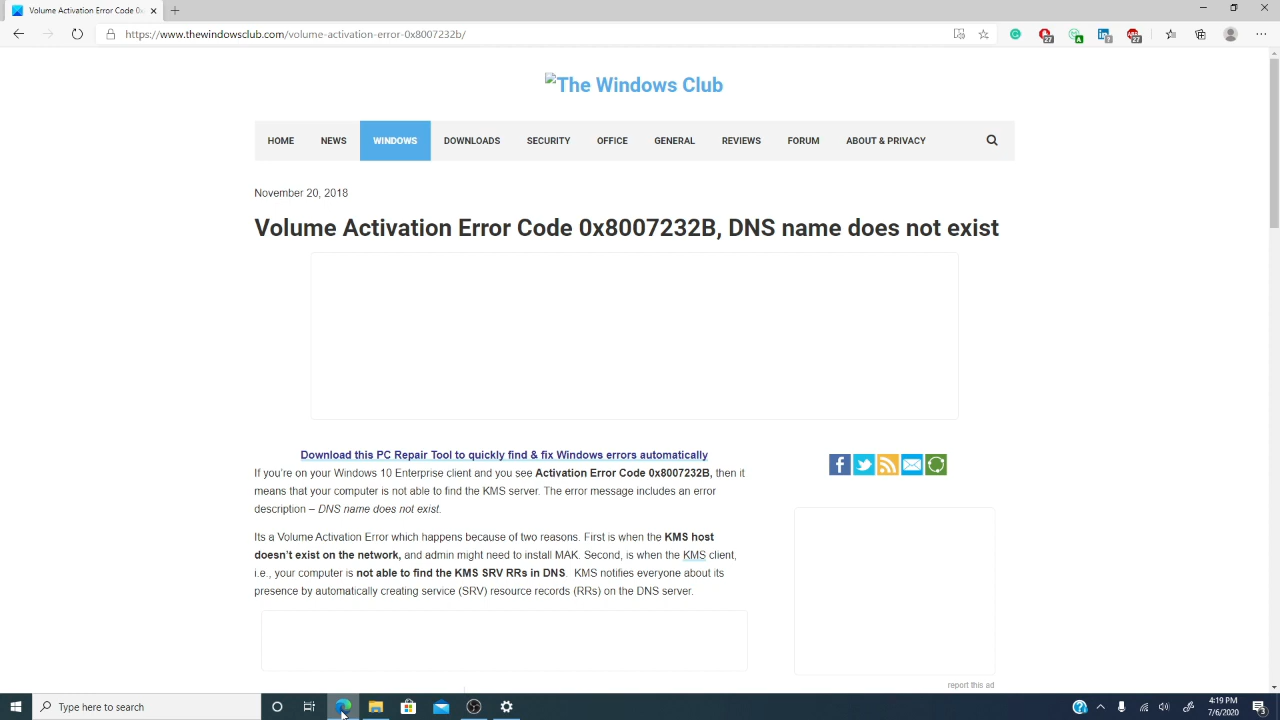 Volume Activation Error Code 0x
https://www.thewindowsclub.com/volume-activation-error-0x8007232b/
27
A
?
27
The Windows Club
HOME NEWS WINDOWS DOWNLOADS SECURITY OFFICE GENERAL REVIEWS FORUM ABOUT & PRIVACY
November 20, 2018
Volume Activation Error Code 0x8007232B, DNS name does not exist
Download this PC Repair Tool to quickly find & fix Windows errors automatically
If you're on your Windows 10 Enterprise client and you see Activation Error Code 0x8007232B, then it
means that your computer is not able to find the KMS server. The error message includes an error
description – DNS name does not exist.
Its a Volume Activation Error which happens because of two reasons. First is when the KMS host
doesn't exist on the network, and admin might need to install MAK. Second, is when the KMS client,
i.e., your computer is not able to find the KMS SRV RRs in DNS. KMS notifies everyone about its
presence by automatically creating service (SRV) resource records (RRs) on the DNS server.
report this ad
Type here to search
4:19 PM
7/6/2020
3